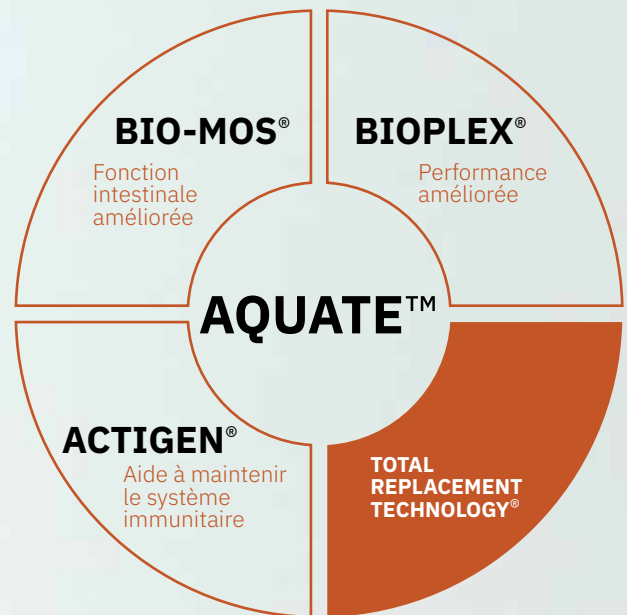 BIO-MOS®
Fonction
intestinale
améliorée
BIOPLEX®
Performance
améliorée
AQUATE™
ACTIGEN®
Aide à maintenir
le système
immunitaire
TOTAL
REPLACEMENT
TECHNOLOGY®